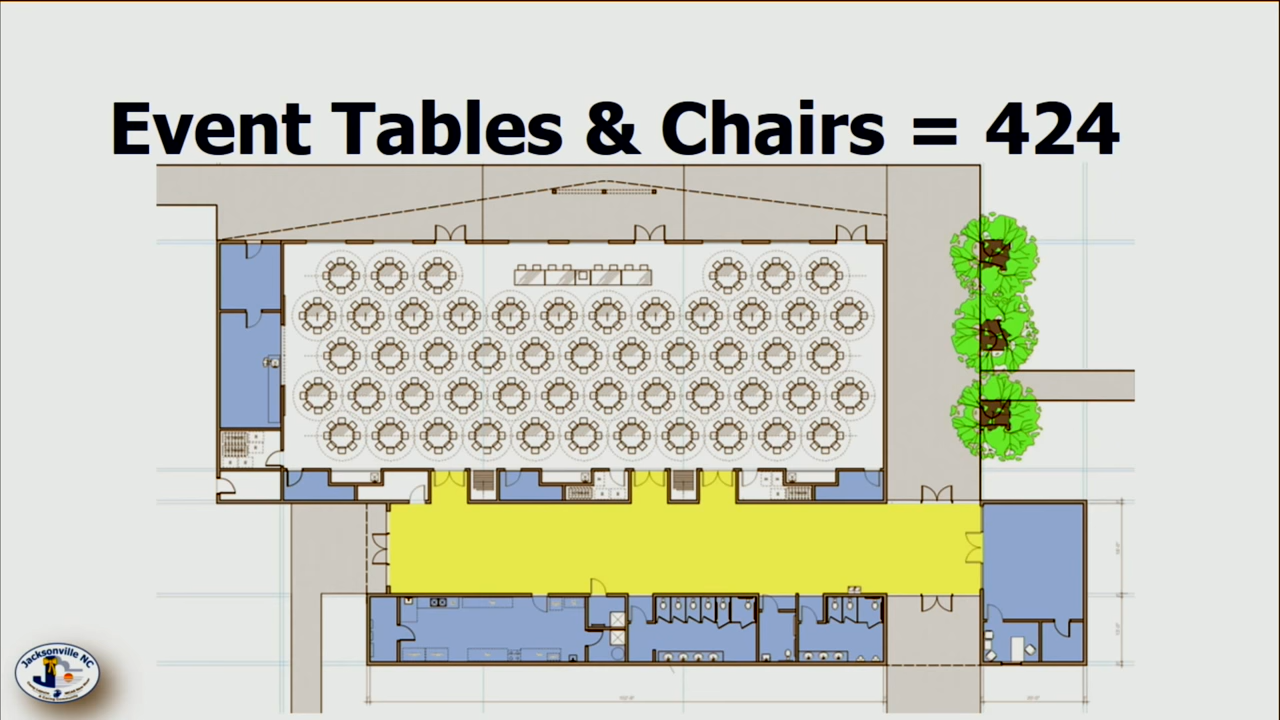 Event Tables & Chairs = 424
Jacksonville NC